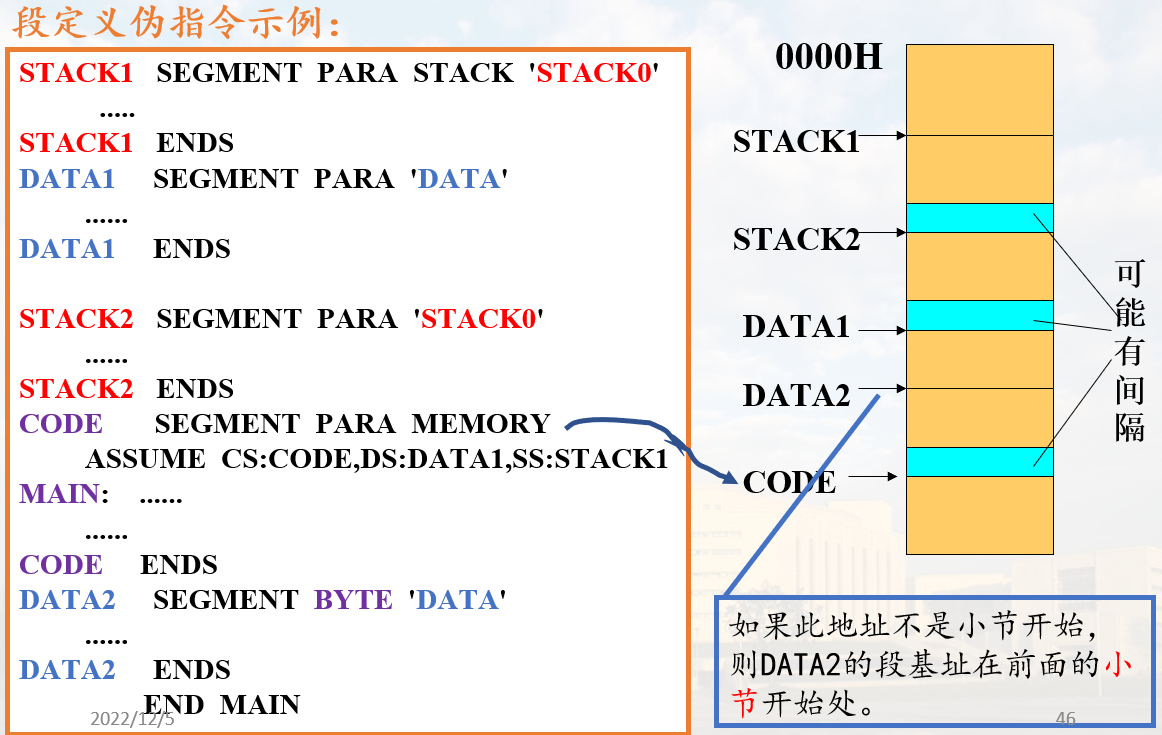 段定义伪指令示例：
STACK1 SEGMENT PARA STACK 'STACK0'
.....
STACK1 ENDS
DATA1 SEGMENT PARA 'DATA'
......
DATA1 ENDS
STACK2 SEGMENT PARA 'STACK0'
......
STACK2 ENDS
CODE SEGMENT PARA MEMORY
ASSUME CS:CODE,DS:DATA1,SS:STACK1
MAIN: ......
......
CODE ENDS
DATA2 SEGMENT BYTE 'DATA'
......
DATA2 ENDS
END MAIN
2022/12/5
0000H
STACK1
STACK2
DATA1
DATA2
CODE
可能有间隔
如果此地址不是小节开始，
则DATA2的段基址在前面的小
节开始处。
46